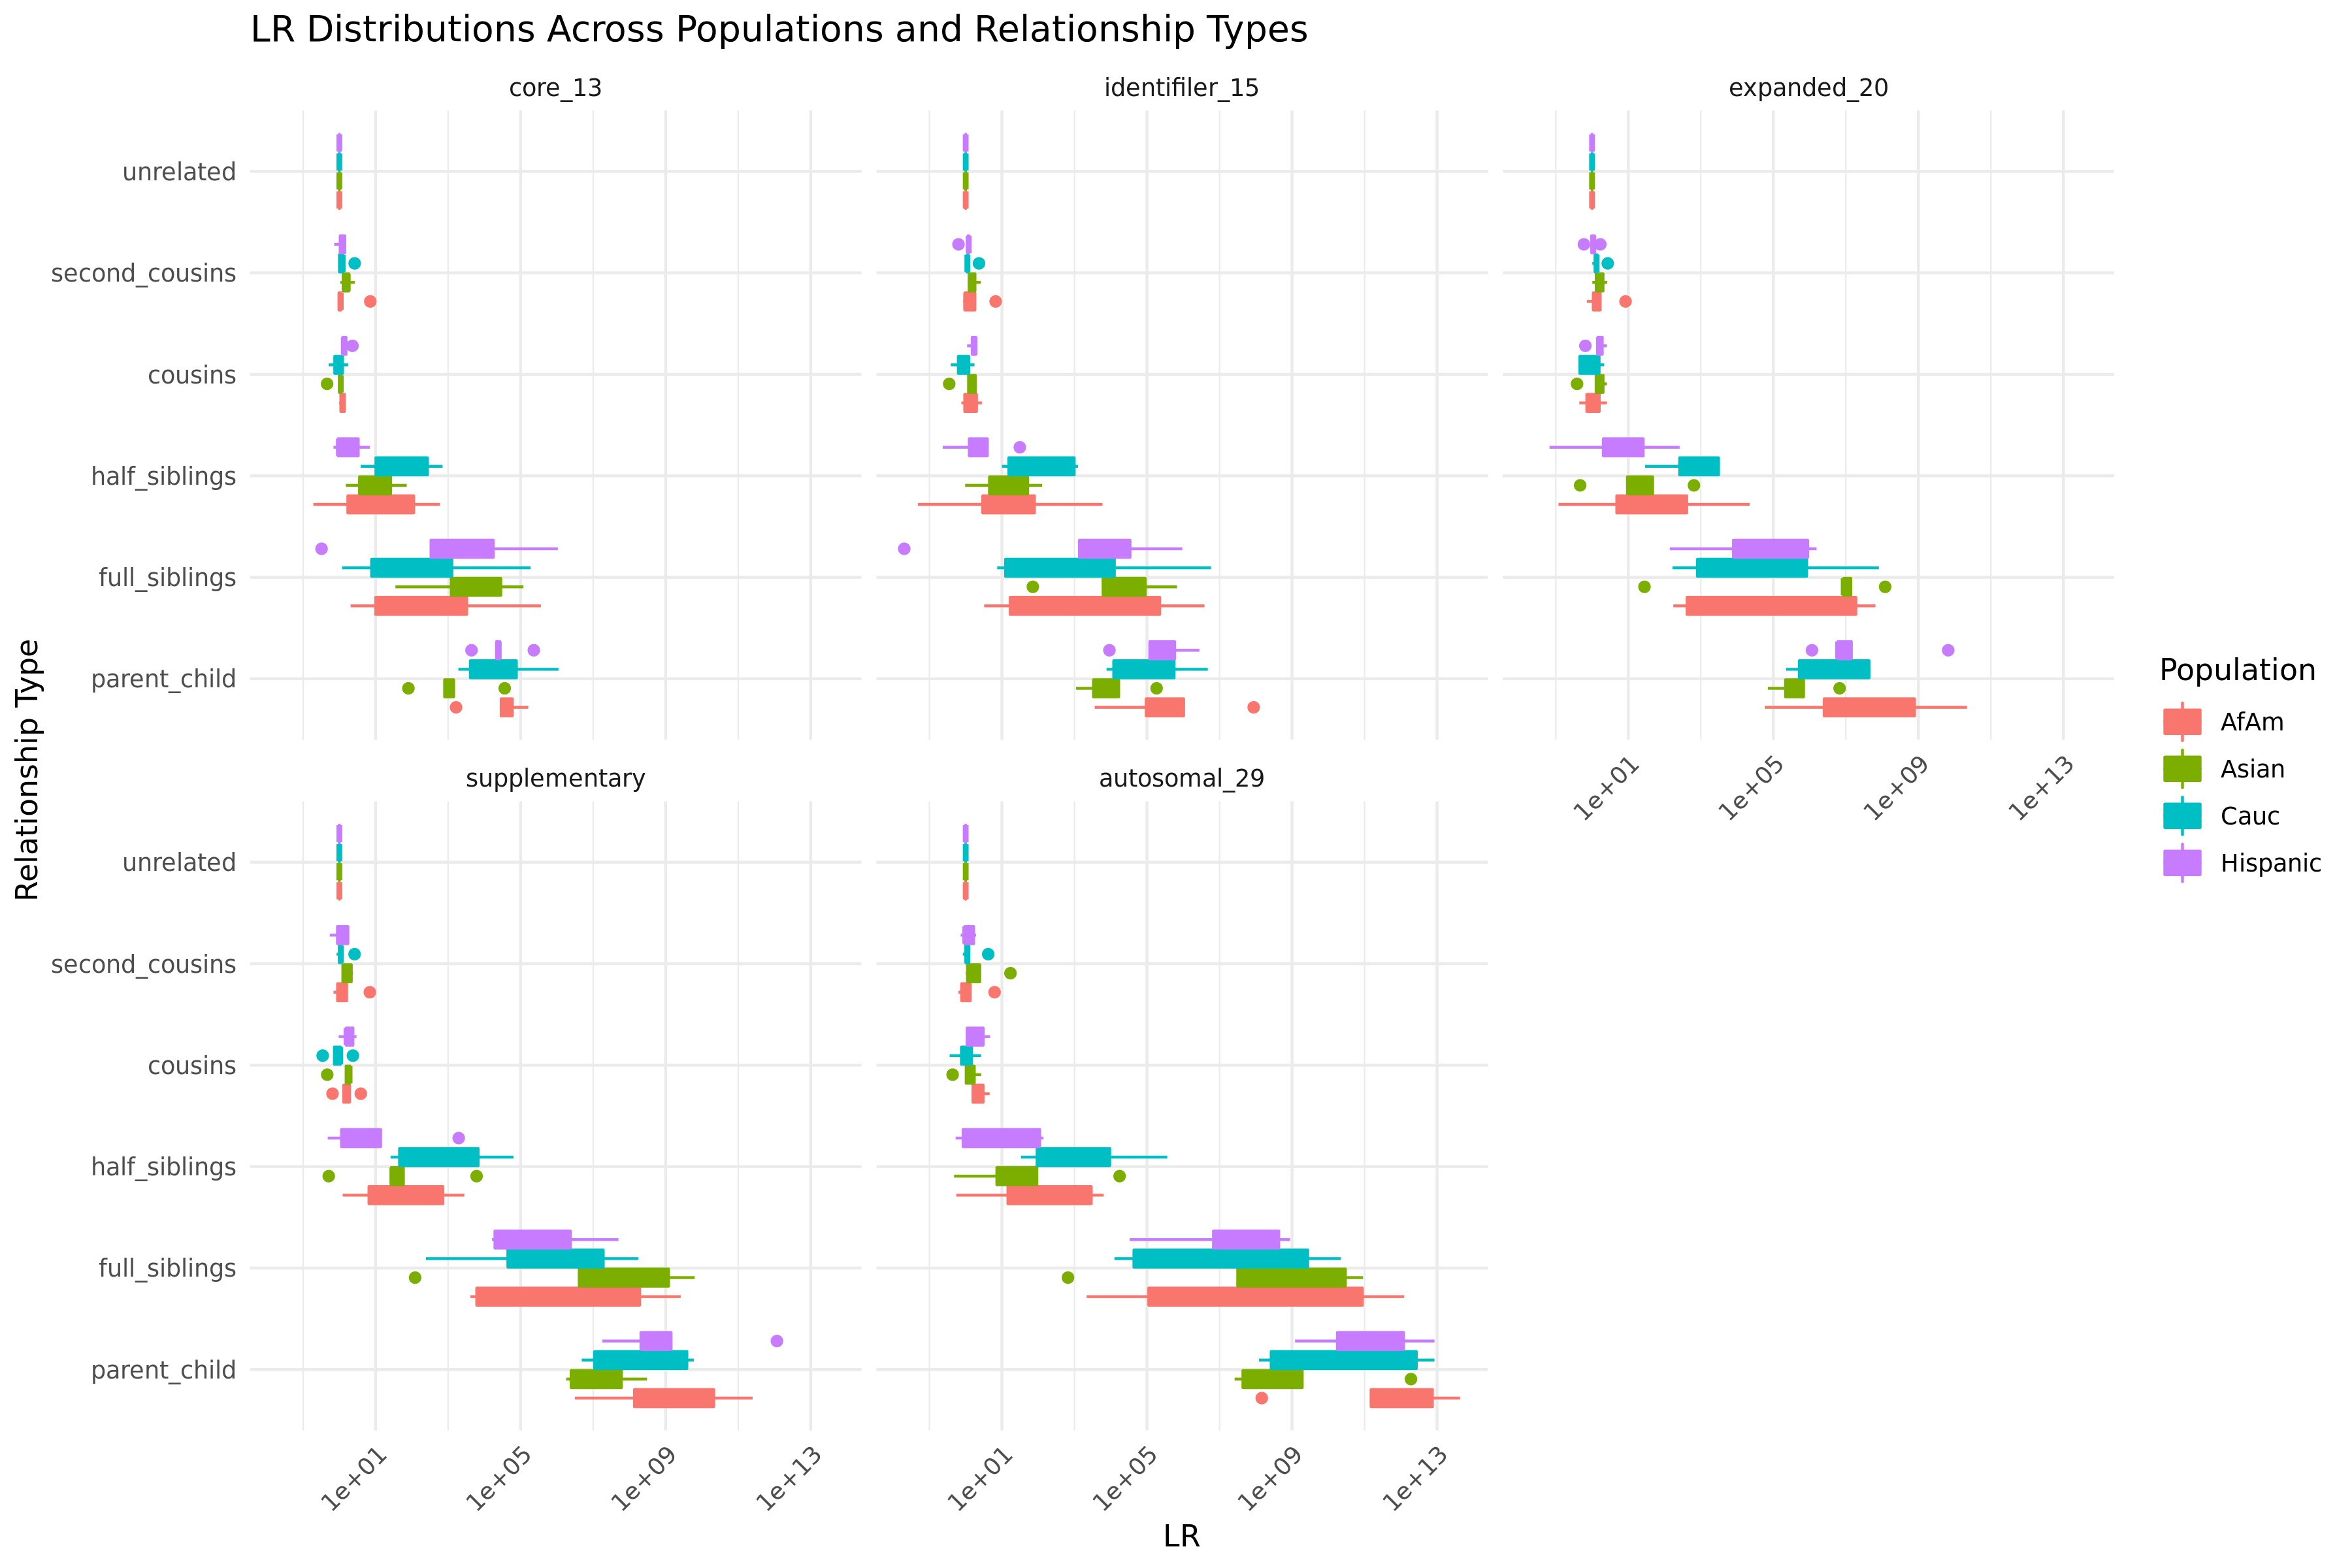 LR Distributions Across Populations and Relationship Types
core_13
identifiler_15
expanded_20
unrelated
second_cousins
cousins
half_siblings
full_siblings
parent_child
1e+01
1e+05
1e+09
1e+13
supplementary
autosomal_29
unrelated
second_cousins
cousins
half_siblings
full_siblings
parent_child
1e+01
1e+05
1e+09
1e+13
1e+01
1e+05
1e+09
1e+13
LR
Relationship Type
Population
AfAm
Asian
Cauc
Hispanic